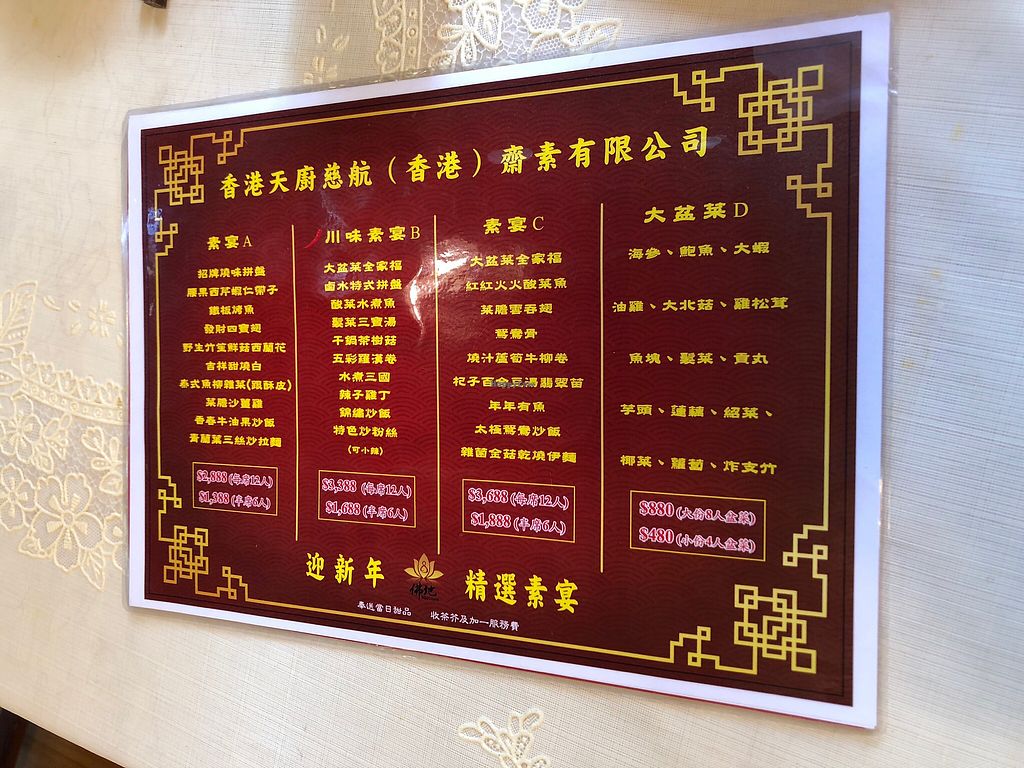 香港天廚慈航（香港）齋素有限公司
素宴A
招牌燒味拼盤
腰果西芹蝦仁帶子
鐵板烤魚
發財四寶翅
野生竹笙鮮菇西蘭花
吉祥甜燒白
泰式魚柳雜菜(跟酥皮)
菜膽沙薑雞
香春牛油果炒飯
青蘭菜三絲炒拉麵
$2,888(每席12人)
$1,388(半席6人)
川味素宴B
大盆菜全家福
鹵水特式拼盤
酸菜水煮魚
髮菜三寶湯
干鍋茶樹菇
五彩羅漢卷
水煮三國
辣子雞丁
錦繡炒飯
特色炒粉絲
(可小辣)
$3,388 (每席12人)
$1,688 (半席6人)
素宴C
大盆菜全家福
紅紅火火酸菜魚
菜膽雲吞翅
鴛鴦骨
燒汁蘆筍牛柳卷
杞子百合豆湯翡翠苗
年年有魚
太極鴛鴦炒飯
雜菌金菇乾燒伊麵
$3,688 (每席12人)
$1,888 (半席6人)
大盆菜D
海參、鮑魚、大蝦
油雞、大北菇、雞松茸
魚塊、髮菜、貢丸
芋頭、蓮藕、紹菜、
椰菜、蘿蔔、炸支竹
$880(大份8人盆菜)
$480(小份4人盆菜)
迎新年
佛地
精選素宴
奉送當日甜品 收茶芥及加一服務費